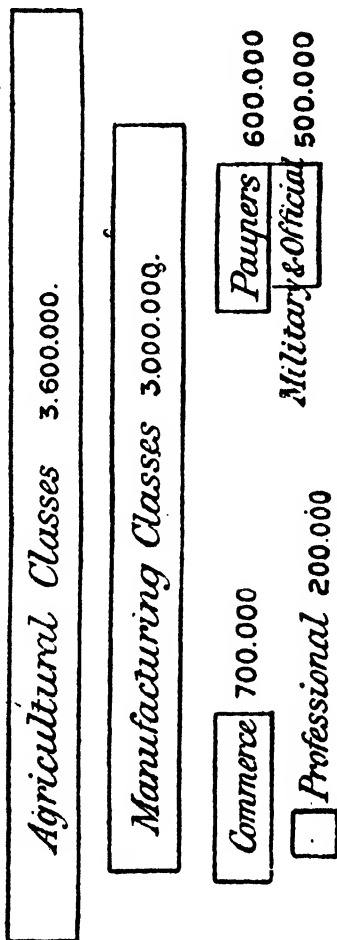 Agricultural Classes 3.600.000.
Manufacturing Classes 3.000.000.
Commerce 700.000
Paupers 600.000
Professional 200.000
Military & Official 500.000